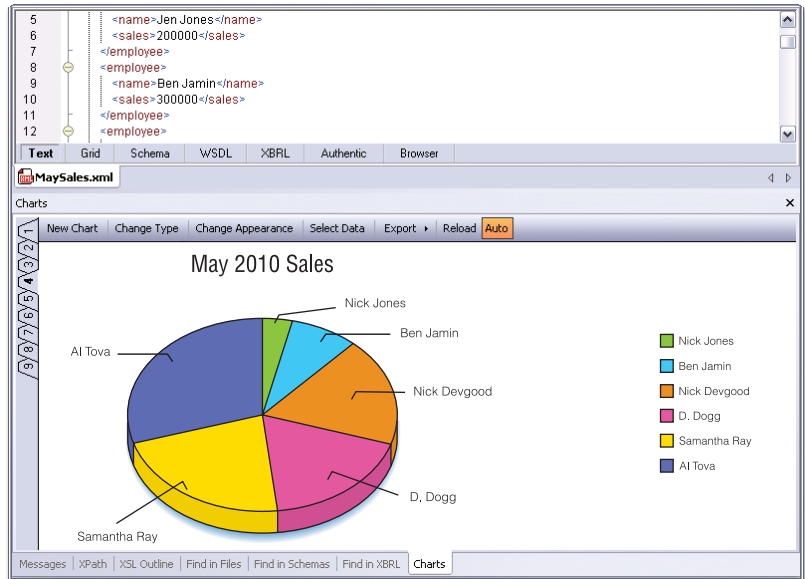 5 <name>Jen Jones</name>
6 <sales>200000</sales>
7 </employee>
8 <employee>
9 <name>Ben Jamin</name>
10 <sales>300000</sales>
11 </employee>
12 <employee>
Text Grid Schema WSDL XBRL Authentic Browser
MaySales.xml
Charts
New Chart Change Type Change Appearance Select Data Export Reload Auto
1
2
3
4
5
6
7
8
9
May 2010 Sales
Nick Jones
Ben Jamin
Al Tova
Nick Devgood
D. Dogg
Samantha Ray
Nick Jones
Ben Jamin
Nick Devgood
D. Dogg
Samantha Ray
Al Tova
Messages XPath XSL Outline Find in Files Find in Schemas Find in XBRL Charts